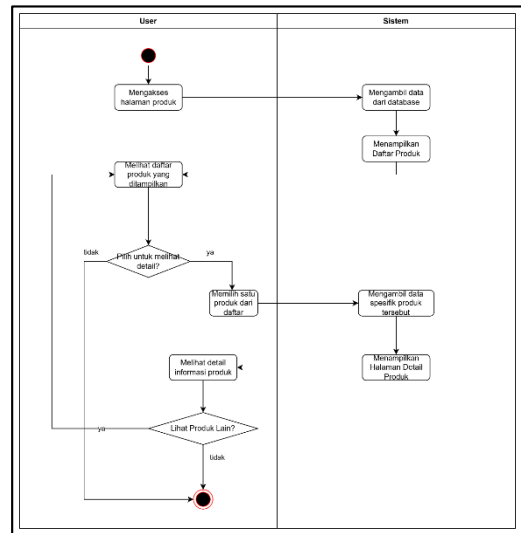 User
Sistem
Mengakses
halaman produk
Mengambil data
dari database
Menampilkan
Daftar Produk
Melihat daftar
produk yang
ditampilkan
tidak
Pilih untuk melihat
detail?
ya
Memilih satu
produk dari
daftar
Mengambil data
spesifik produk
tersebut
Melihat detail
informasi produk
Menampilkan
Halaman Detail
Produk
ya
Lihat Produk Lain?
tidak